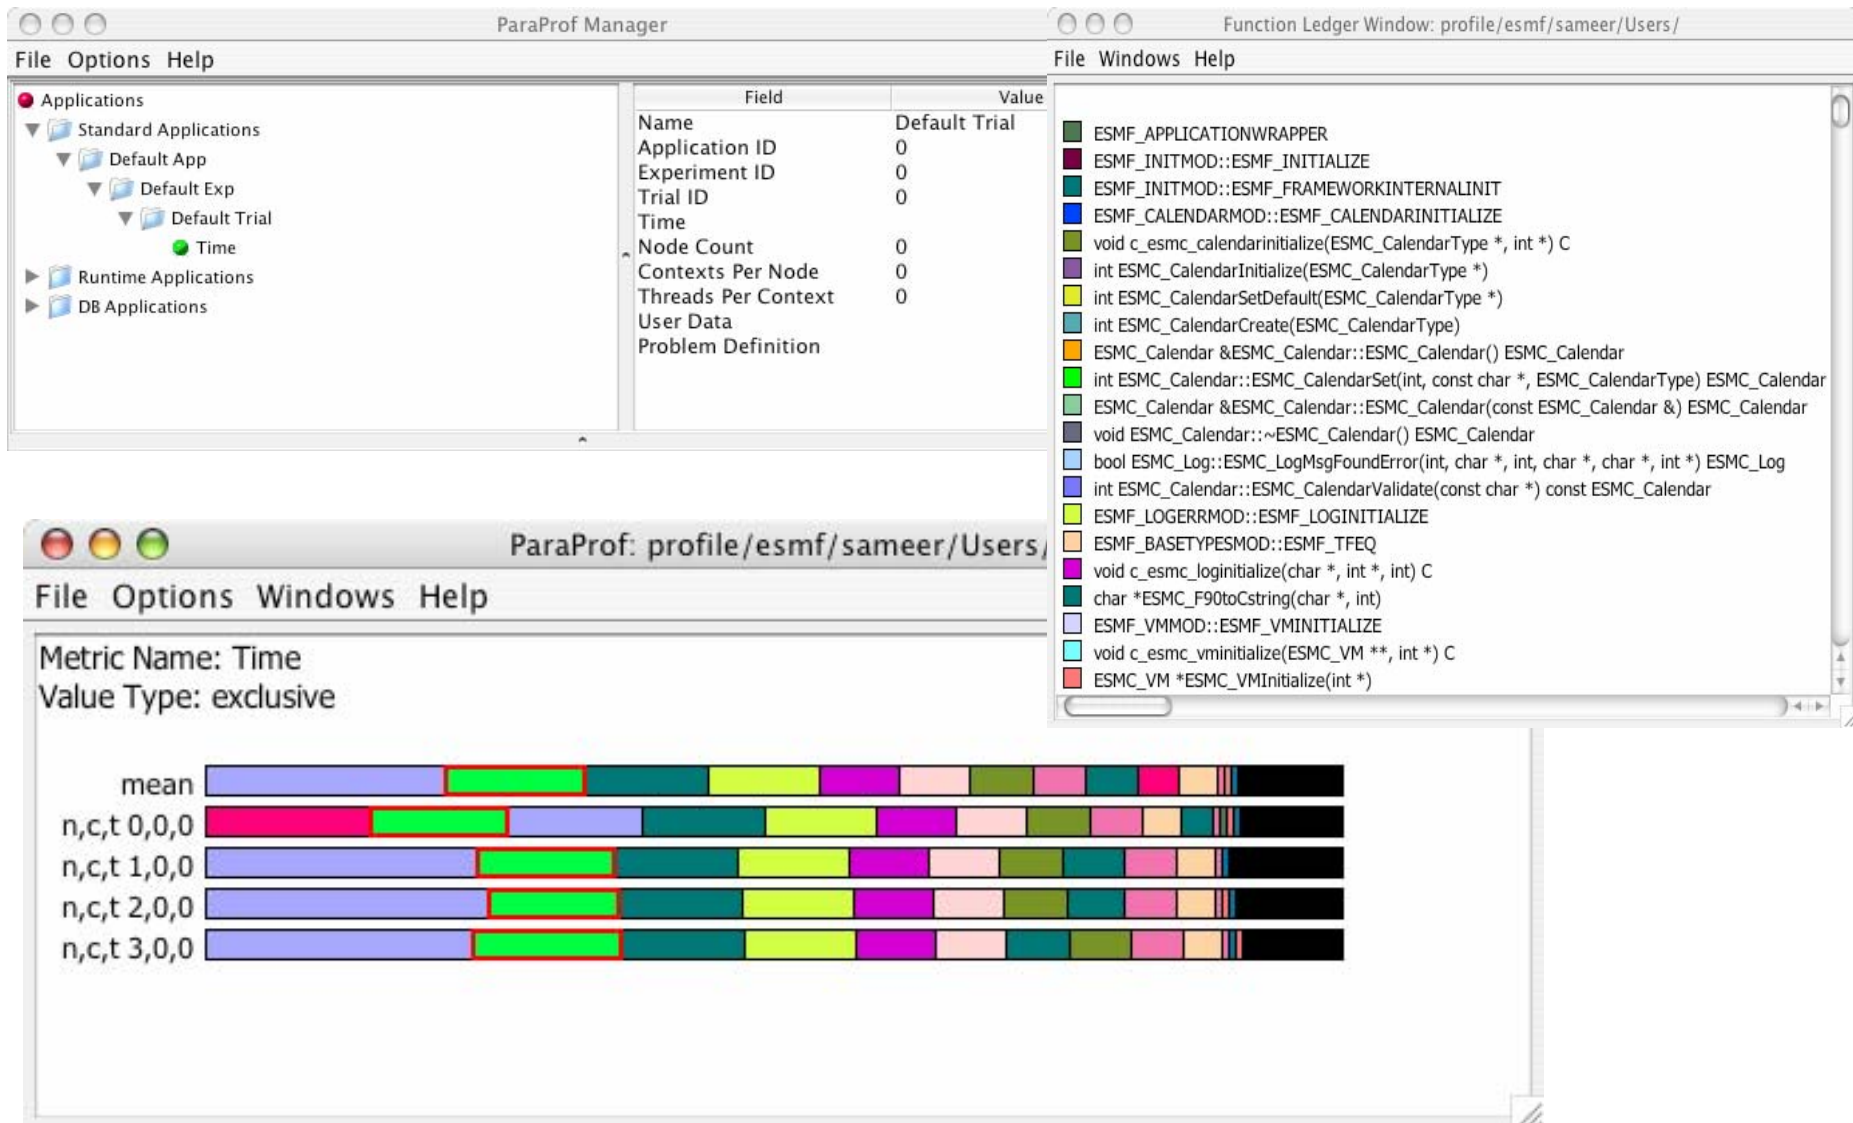 ParaProf Manager
File Options Help
Applications
Standard Applications
Default App
Default Exp
Default Trial
Time
Runtime Applications
DB Applications
Field Value
Name Default Trial
Application ID 0
Experiment ID 0
Trial ID 0
Time
Node Count 0
Contexts Per Node 0
Threads Per Context 0
User Data
Problem Definition
Function Ledger Window: profile/esmf/sameer/Users/
File Windows Help
ESMF_APPLICATIONWRAPPER
ESMF_INITMOD::ESMF_INITIALIZE
ESMF_INITMOD::ESMF_FRAMEWORKINTERNALINIT
ESMF_CALENDARMOD::ESMF_CALENDARINITIALIZE
void c_esmc_calendarinitialize(ESMC_CalendarType *, int *) C
int ESMC_CalendarInitialize(ESMC_CalendarType *)
int ESMC_CalendarSetDefault(ESMC_CalendarType *)
int ESMC_CalendarCreate(ESMC_CalendarType)
ESMC_Calendar &ESMC_Calendar::ESMC_Calendar() ESMC_Calendar
int ESMC_Calendar::ESMC_CalendarSet(int, const char *, ESMC_CalendarType) ESMC_Calendar
ESMC_Calendar &ESMC_Calendar::ESMC_Calendar(const ESMC_Calendar &) ESMC_Calendar
void ESMC_Calendar::~ESMC_Calendar() ESMC_Calendar
bool ESMC_Log::ESMC_LogMsgFoundError(int, char *, int, char *, char *, int *) ESMC_Log
int ESMC_Calendar::ESMC_CalendarValidate(const char *) const ESMC_Calendar
ESMF_LOGERRMOD::ESMF_LOGINITIALIZE
ESMF_BASETYPESMOD::ESMF_TFEQ
void c_esmc_loginitialize(char *, int *, int) C
char *ESMC_F90toCstring(char *, int)
ESMF_VMMOD::ESMF_VMINITIALIZE
void c_esmc_vminitialize(ESMC_VM **, int *) C
ESMC_VM *ESMC_VMInitialize(int *)
ParaProf: profile/esmf/sameer/Users/
File Options Windows Help
Metric Name: Time
Value Type: exclusive
mean
n,c,t 0,0,0
n,c,t 1,0,0
n,c,t 2,0,0
n,c,t 3,0,0